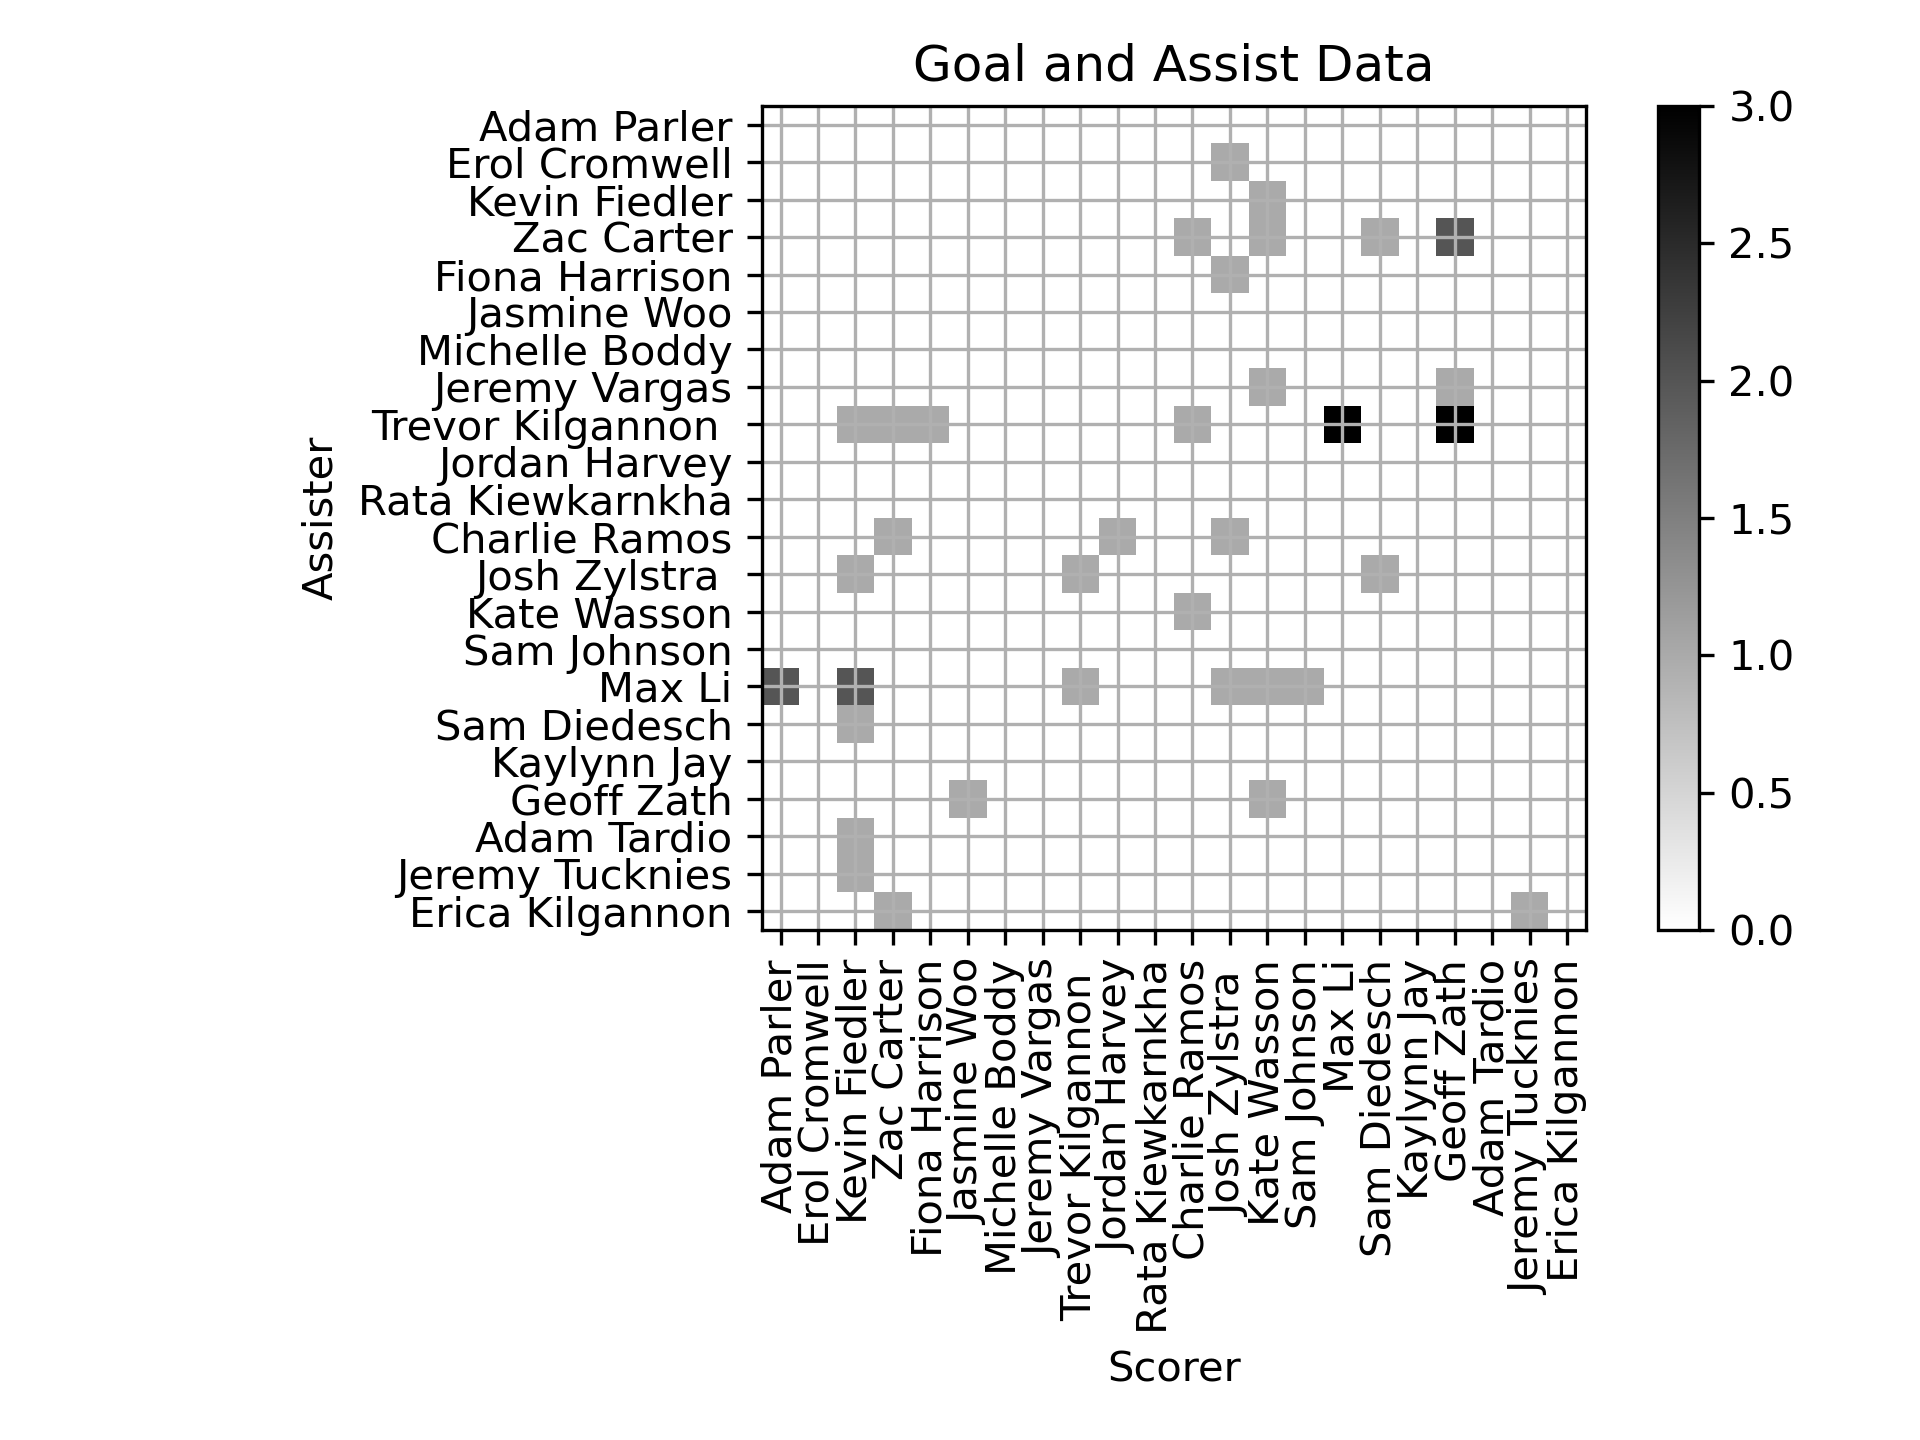 Goal and Assist Data
Adam Parler
Erol Cromwell
Kevin Fiedler
Zac Carter
Fiona Harrison
Jasmine Woo
Michelle Boddy
Jeremy Vargas
Trevor Kilgannon
Jordan Harvey
Rata Kiewkarnkha
Charlie Ramos
Josh Zylstra
Kate Wasson
Sam Johnson
Max Li
Sam Diedesch
Kaylynn Jay
Geoff Zath
Adam Tardio
Jeremy Tucknies
Erica Kilgannon
Assister
Adam Parler
Erol Cromwell
Kevin Fiedler
Zac Carter
Fiona Harrison
Jasmine Woo
Michelle Boddy
Jeremy Vargas
Trevor Kilgannon
Jordan Harvey
Rata Kiewkarnkha
Charlie Ramos
Josh Zylstra
Kate Wasson
Sam Johnson
Max Li
Sam Diedesch
Kaylynn Jay
Geoff Zath
Adam Tardio
Jeremy Tucknies
Erica Kilgannon
Scorer
3.0
2.5
2.0
1.5
1.0
0.5
0.0